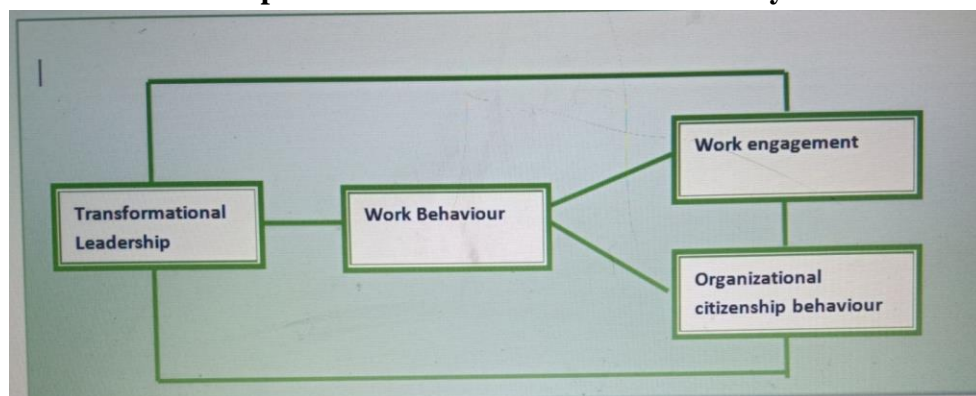 Transformational
Leadership
Work Behaviour
Work engagement
Organizational
citizenship behaviour